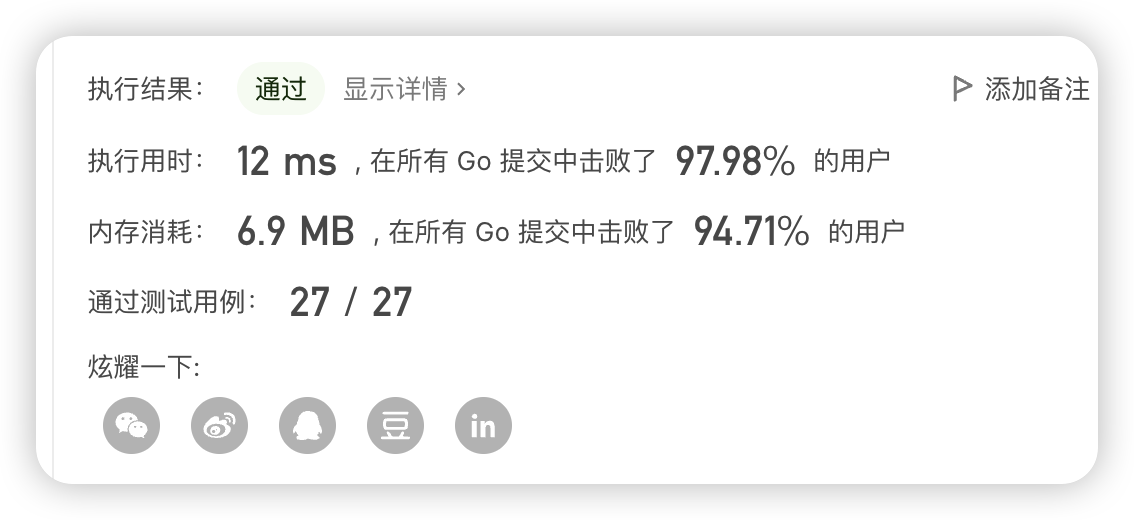 执行结果： 通过 显示详情 › 添加备注
执行用时： 12 ms ，在所有 Go 提交中击败了 97.98% 的用户
内存消耗： 6.9 MB ，在所有 Go 提交中击败了 94.71% 的用户
通过测试用例： 27 / 27
炫耀一下:
豆 in